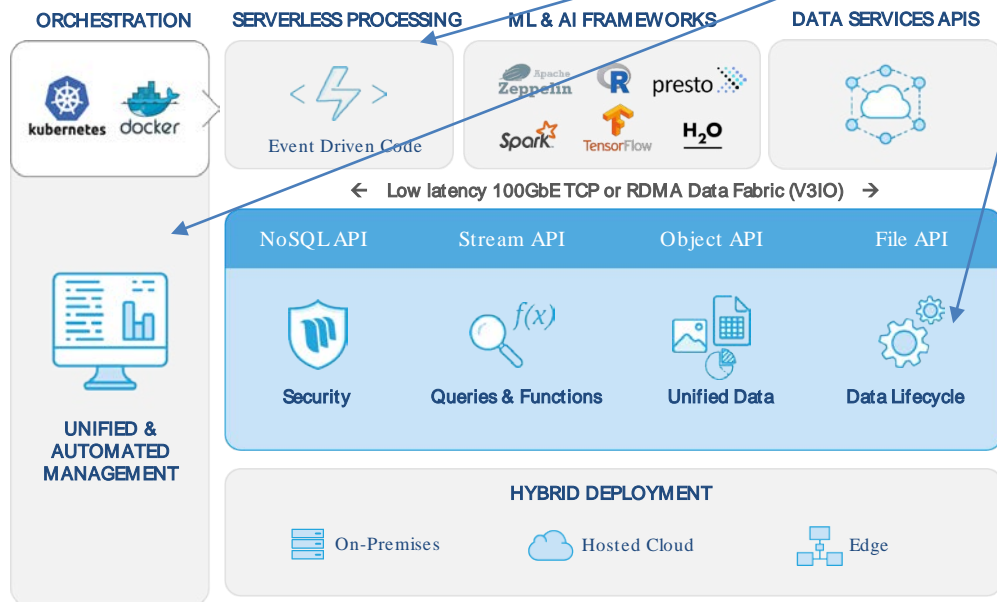 ORCHESTRATION
SERVERLESS PROCESSING
ML & AI FRAMEWORKS
DATA SERVICES APIS
kubernetes
docker
< >
Event Driven Code
Apache
Zeppelin
R
presto
Spark
TensorFlow
H2O
← Low latency 100GbE TCP or RDMA Data Fabric (V3IO) →
NoSQL API
Stream API
Object API
File API
f(x)
Security
Queries & Functions
Unified Data
Data Lifecycle
UNIFIED &
AUTOMATED
MANAGEMENT
HYBRID DEPLOYMENT
On-Premises
Hosted Cloud
Edge